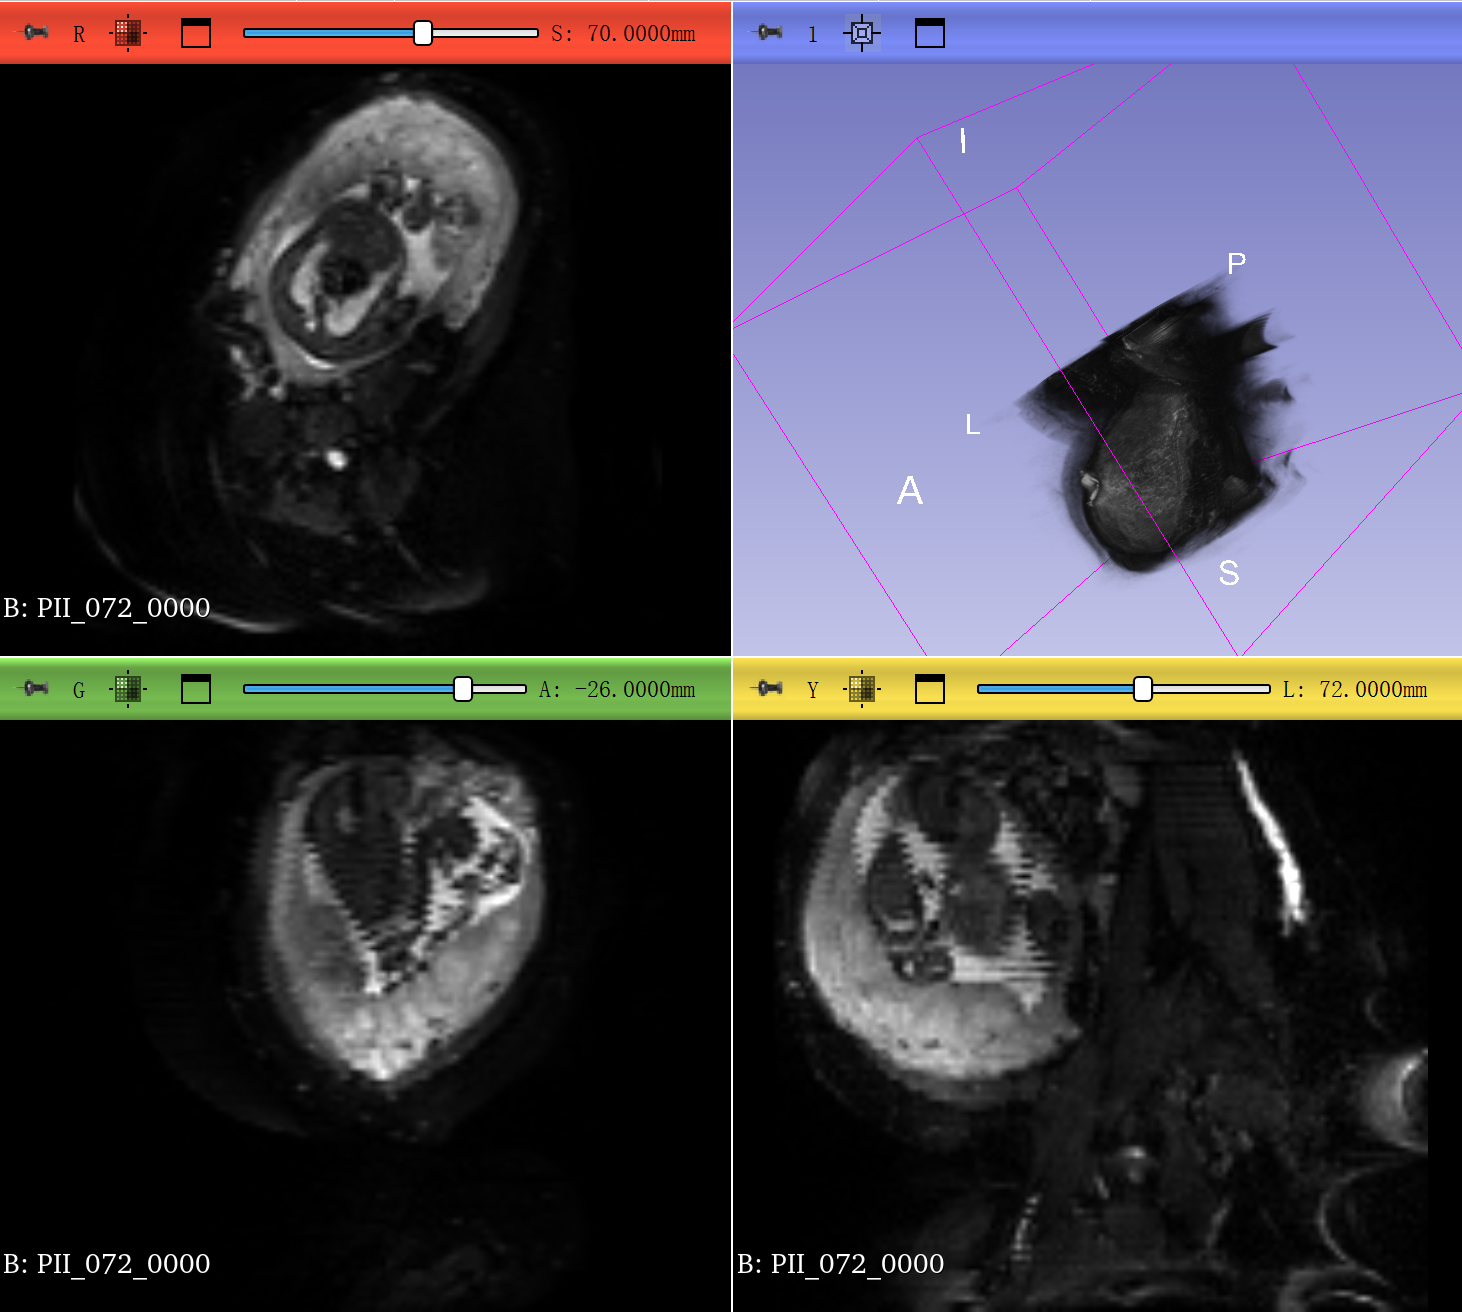 R S: 70.0000mm
1
I
P
L
A
S
B: PII_072_0000
G A: -26.0000mm
Y L: 72.0000mm
B: PII_072_0000
B: PII_072_0000